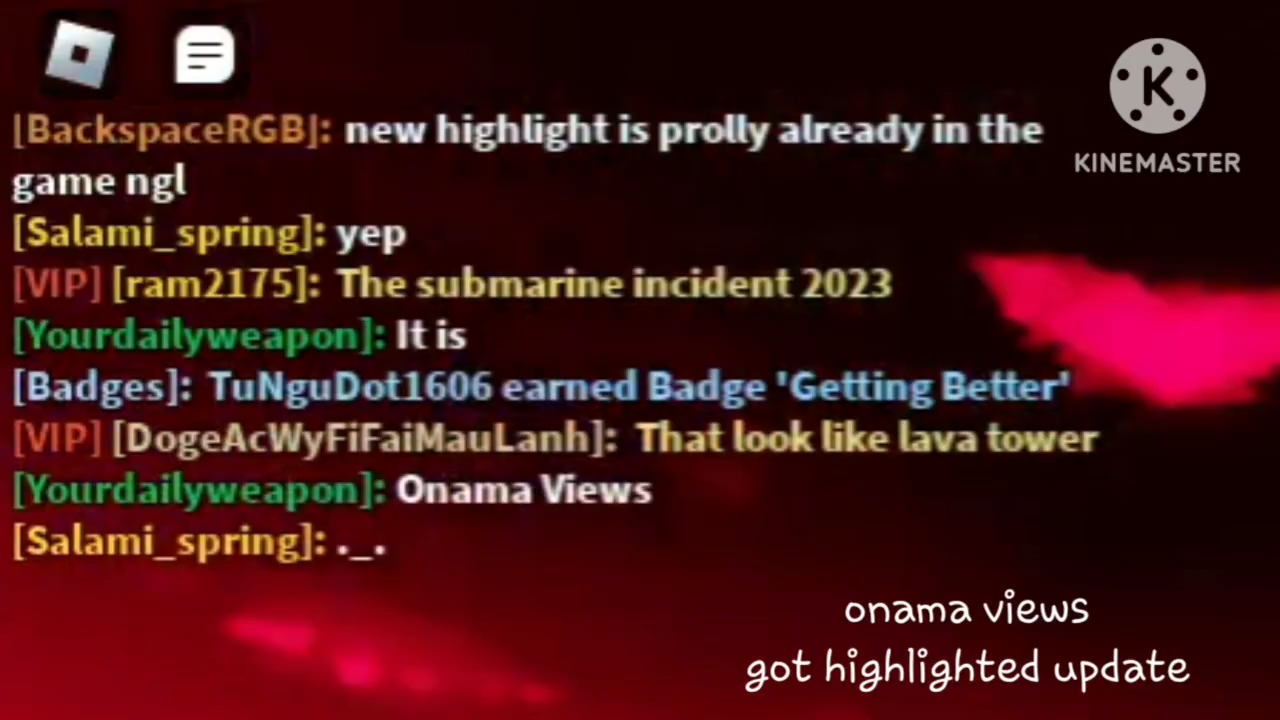 [BackspaceRGB]: new highlight is prolly already in the
game ngl
[Salami_spring]: yep
[VIP] [ram2175]: The submarine incident 2023
[Yourdailyweapon]: It is
[Badges]: TuNguDot1606 earned Badge 'Getting Better'
[VIP] [DogeAcWyFiFaiMauLanh]: That look like lava tower
[Yourdailyweapon]: Onama Views
[Salami_spring]: ._.
K
KINEMASTER
onama views
got highlighted update